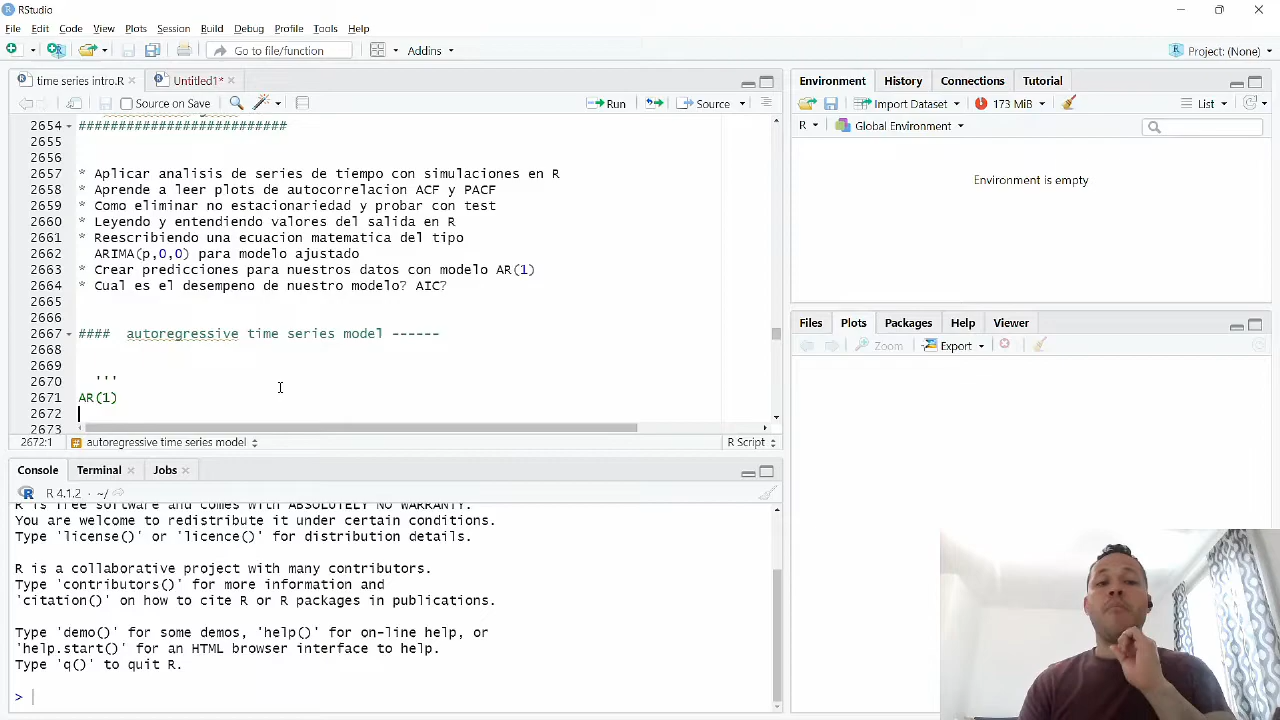 RStudio
File Edit Code View Plots Session Build Debug Profile Tools Help
Go to file/function Addins Project: (None)
time series intro.R Untitled1*
Source on Save Run Source
2654 ##########################
2655
2656
2657 * Aplicar analisis de series de tiempo con simulaciones en R
2658 * Aprende a leer plots de autocorrelacion ACF y PACF
2659 * Como eliminar no estacionariedad y probar con test
2660 * Leyendo y entendiendo valores del salida en R
2661 * Reescribiendo una ecuacion matematica del tipo
2662 ARIMA(p,0,0) para modelo ajustado
2663 * Crear predicciones para nuestros datos con modelo AR(1)
2664 * Cual es el desempeno de nuestro modelo? AIC?
2665
2666
2667 #### autoregressive time series model ------
2668
2669
2670 '''
2671 AR(1)
2672
2673
2672:1 autoregressive time series model R Script
Console Terminal Jobs
R 4.1.2 · ~/
R is free software and comes with ABSOLUTELY NO WARRANTY.
You are welcome to redistribute it under certain conditions.
Type 'license()' or 'licence()' for distribution details.
R is a collaborative project with many contributors.
Type 'contributors()' for more information and
'citation()' on how to cite R or R packages in publications.
Type 'demo()' for some demos, 'help()' for on-line help, or
'help.start()' for an HTML browser interface to help.
Type 'q()' to quit R.
>
Environment History Connections Tutorial
Import Dataset 173 MiB List
R Global Environment
Environment is empty
Files Plots Packages Help Viewer
Zoom Export